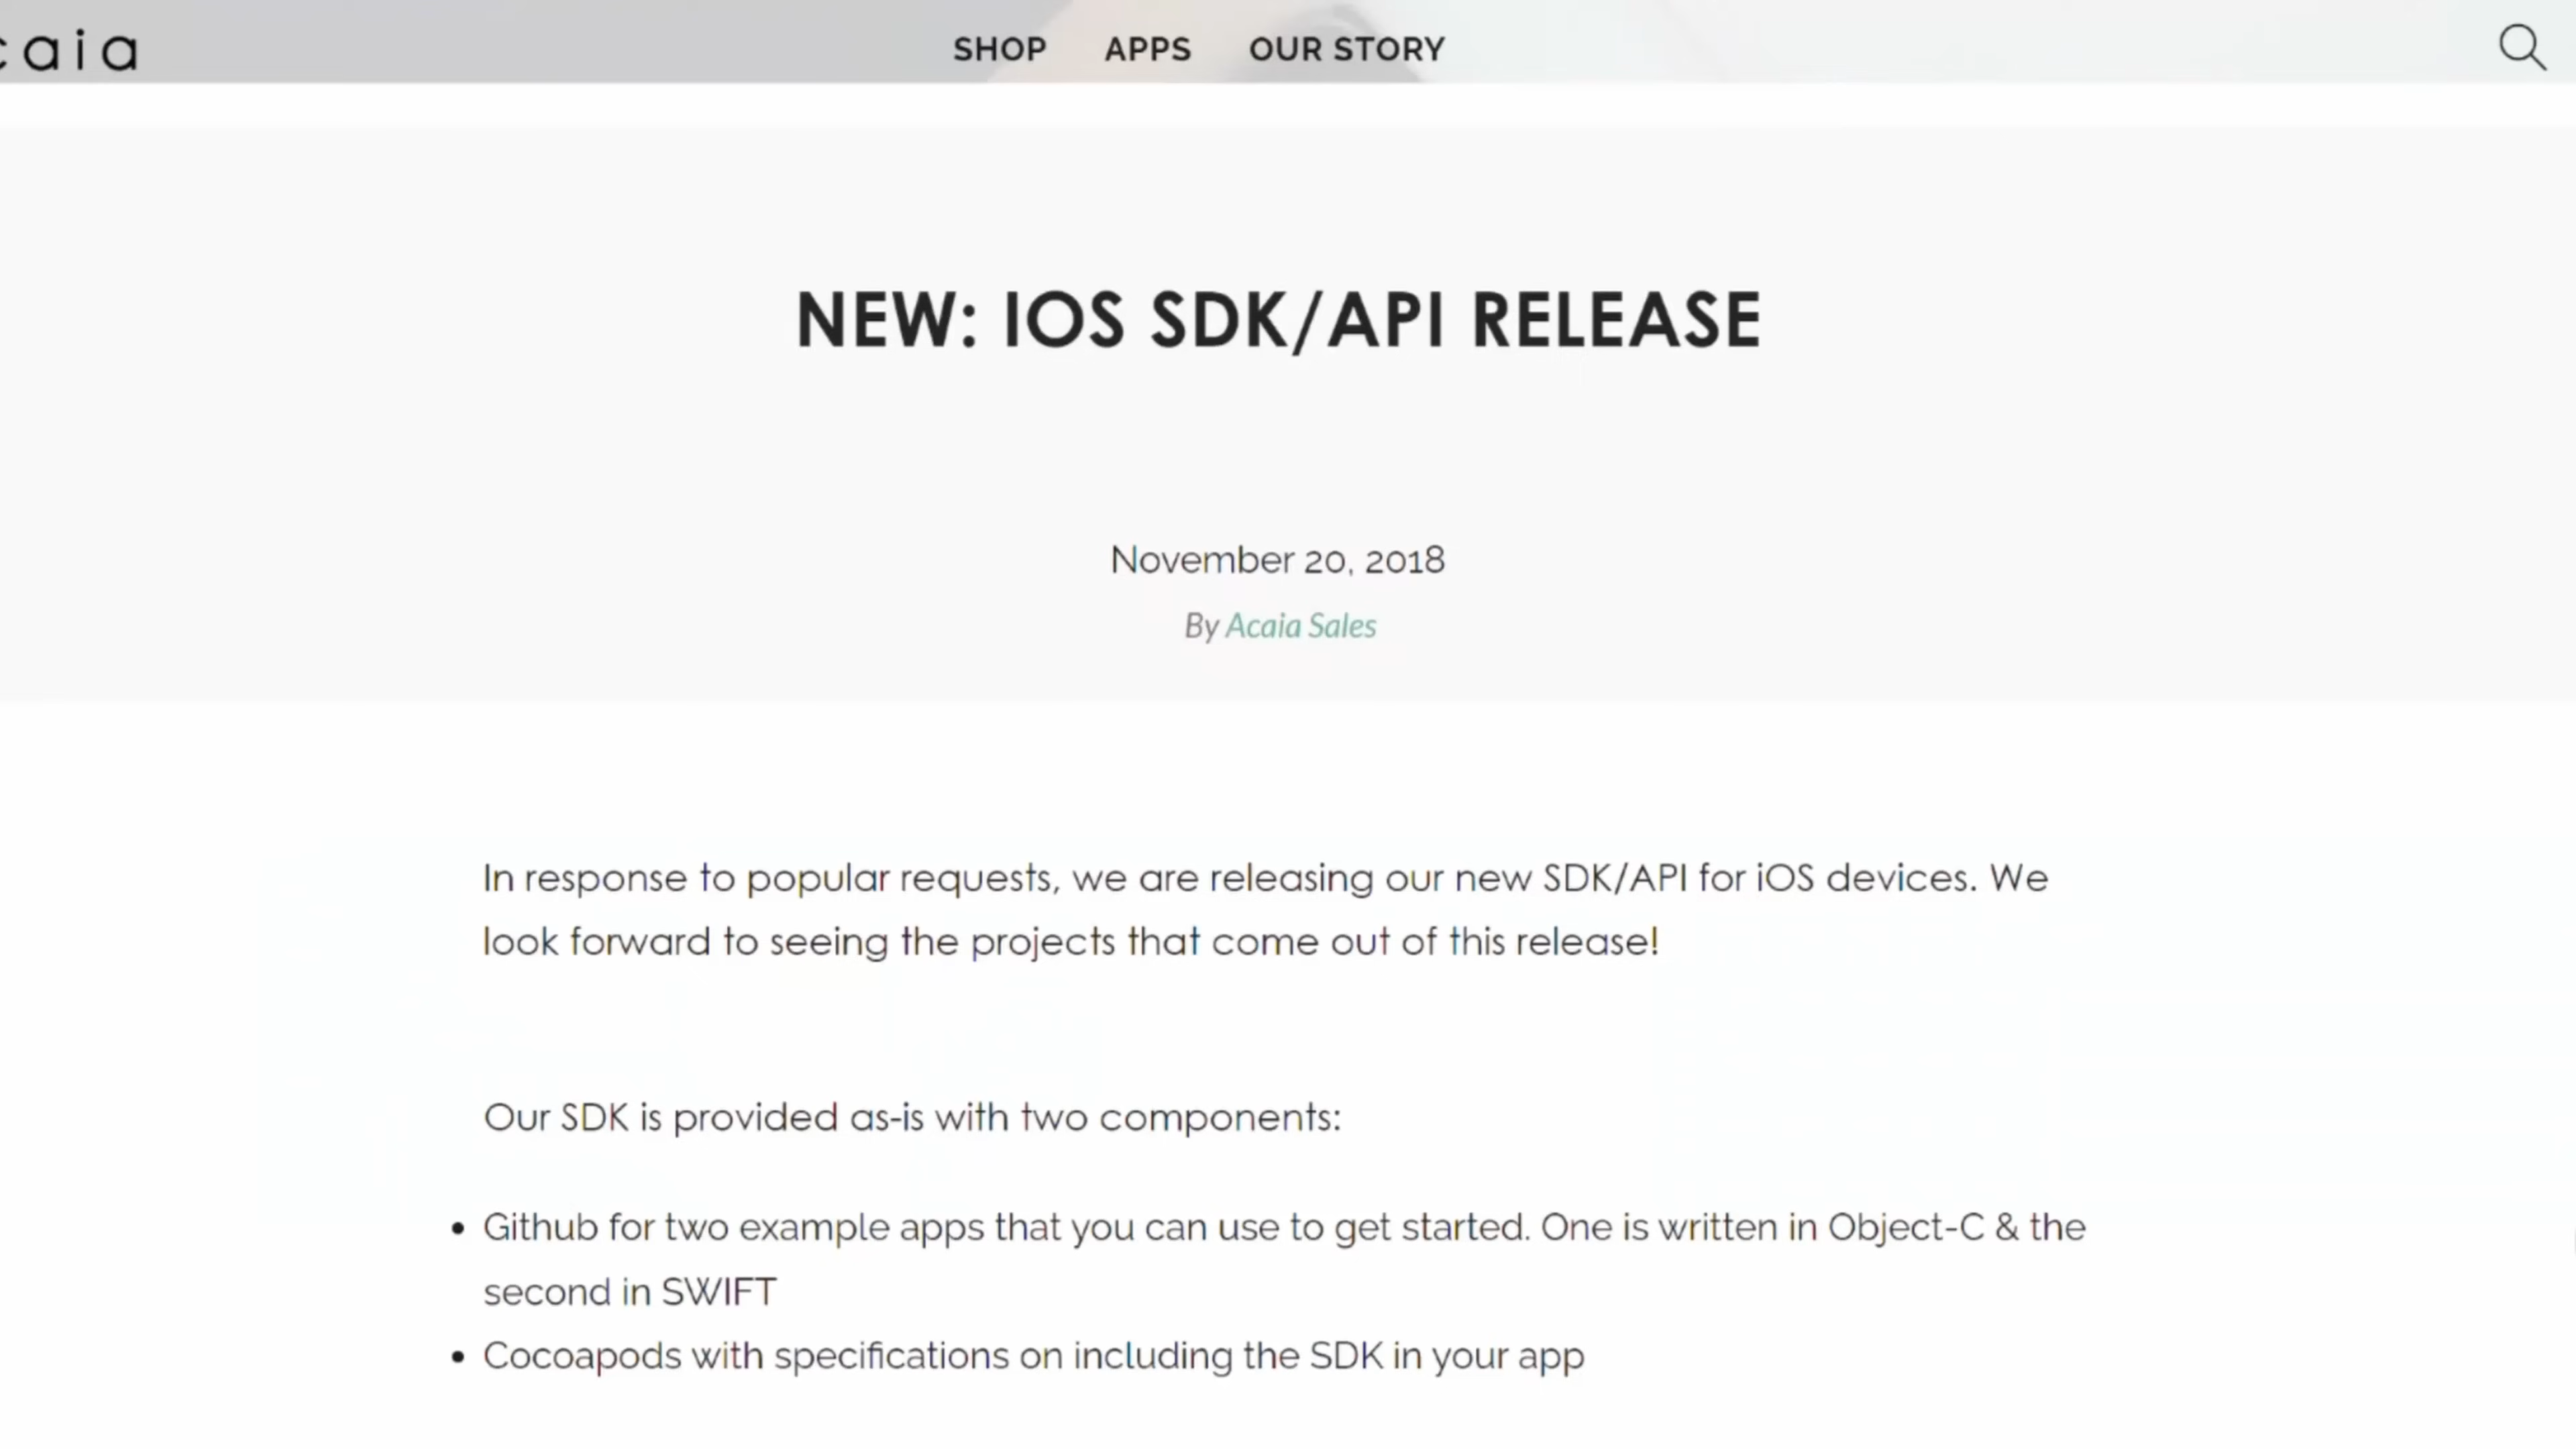 caia
SHOP APPS OUR STORY
NEW: IOS SDK/API RELEASE
November 20, 2018
By Acaia Sales
In response to popular requests, we are releasing our new SDK/API for iOS devices. We
look forward to seeing the projects that come out of this release!
Our SDK is provided as-is with two components:
• Github for two example apps that you can use to get started. One is written in Object-C & the
second in SWIFT
• Cocoapods with specifications on including the SDK in your app